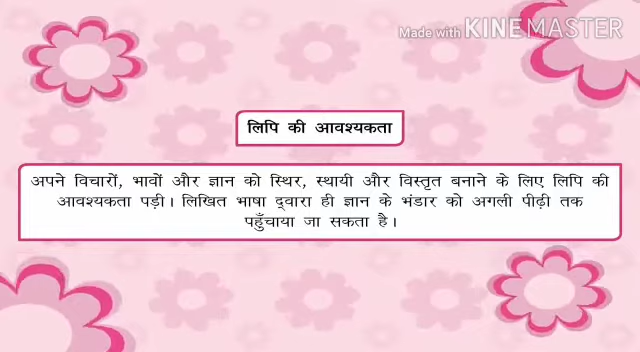 Made with KINEMASTER
लिपि की आवश्यकता
अपने विचारों, भावों और ज्ञान को स्थिर, स्थायी और विस्तृत बनाने के लिए लिपि की
आवश्यकता पड़ी। लिखित भाषा द्‌वारा ही ज्ञान के भंडार को अगली पीढ़ी तक
पहुँचाया जा सकता है।